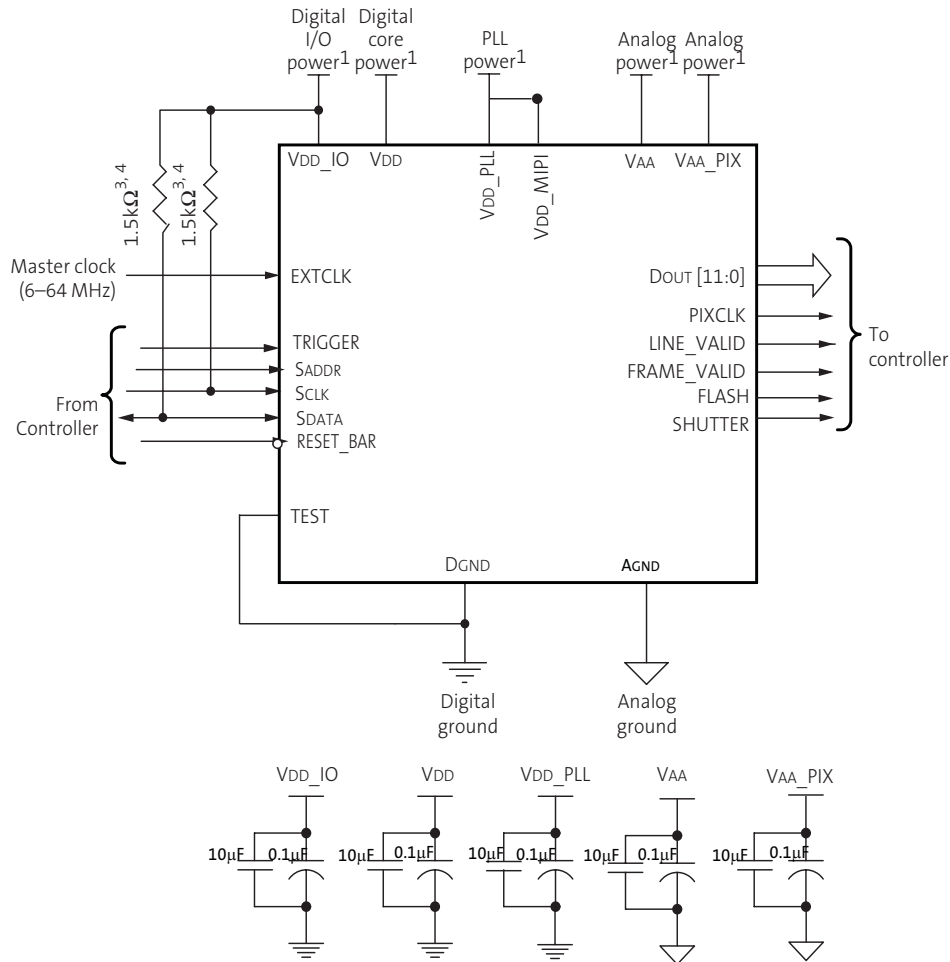 Digital
I/O
power1
Digital
core
power1
PLL
power1
Analog
power1
Analog
power1
VDD_IO
VDD
VDD_PLL
VDD_MIPI
VAA
VAA_PIX
1.5kΩ3, 4
1.5kΩ3, 4
Master clock
(6–64 MHz)
EXTCLK
DOUT [11:0]
PIXCLK
TRIGGER
LINE_VALID
To
controller
SADDR
FRAME_VALID
SCLK
FLASH
From
Controller
SDATA
SHUTTER
RESET_BAR
TEST
DGND
AGND
Digital
ground
Analog
ground
VDD_IO
VDD
VDD_PLL
VAA
VAA_PIX
10µF
0.1µF
10µF
0.1µF
10µF
0.1µF
10µF
0.1µF
10µF
0.1µF